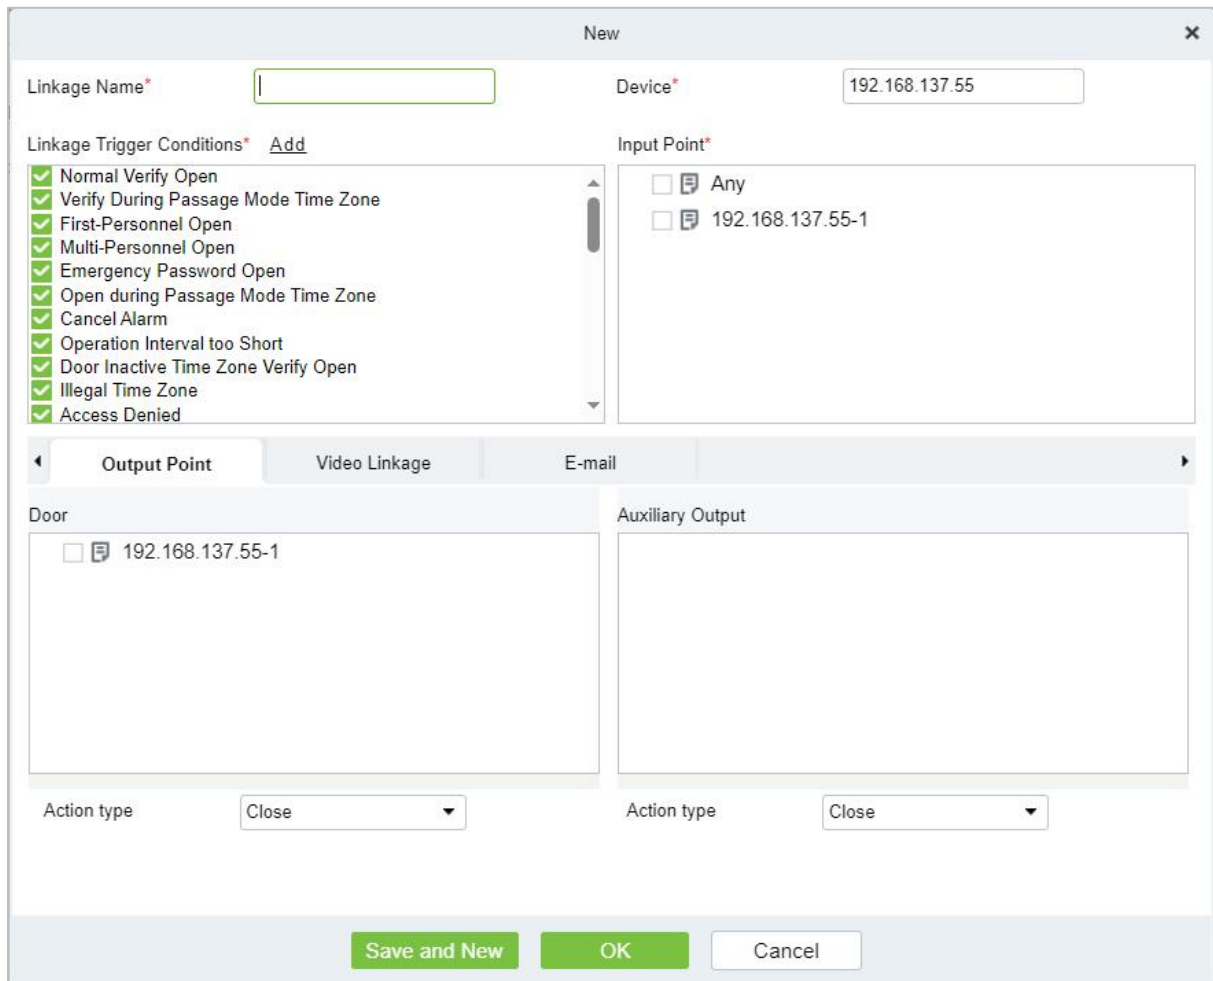 New
Linkage Name*
Device*
192.168.137.55
Linkage Trigger Conditions* Add
Input Point*
Normal Verify Open
Verify During Passage Mode Time Zone
First-Personnel Open
Multi-Personnel Open
Emergency Password Open
Open during Passage Mode Time Zone
Cancel Alarm
Operation Interval too Short
Door Inactive Time Zone Verify Open
Illegal Time Zone
Access Denied
Any
192.168.137.55-1
Output Point
Video Linkage
E-mail
Door
Auxiliary Output
192.168.137.55-1
Action type
Close
Action type
Close
Save and New
OK
Cancel